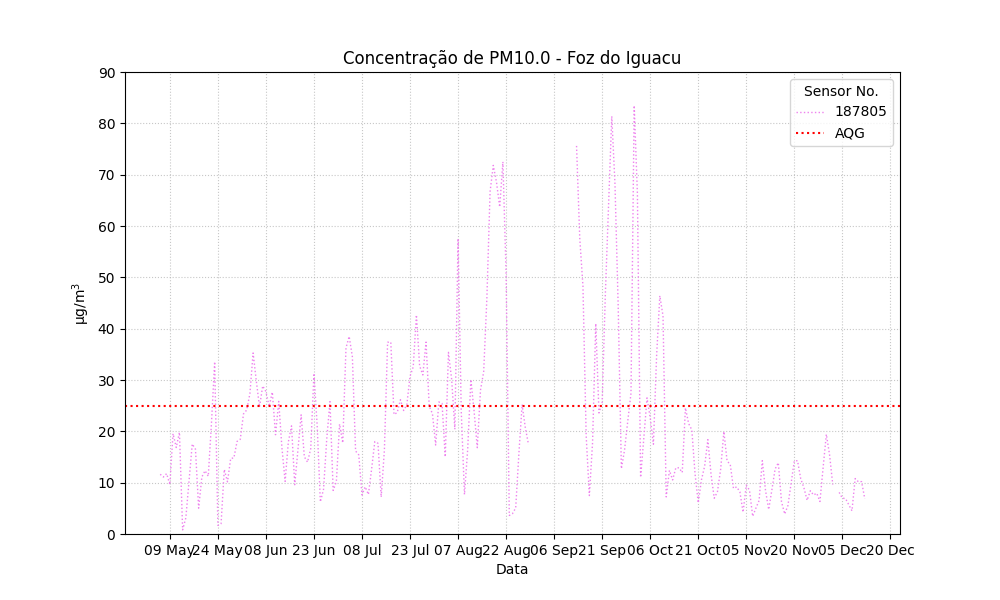 Concentração de PM10.0 - Foz do Iguacu
Sensor No.
187805
AQG
90
80
70
60
50
40
30
20
10
0
µg/m³
09 May 24 May 08 Jun 23 Jun 08 Jul 23 Jul 07 Aug 22 Aug 06 Sep 21 Sep 06 Oct 21 Oct 05 Nov 20 Nov 05 Dec 20 Dec
Data